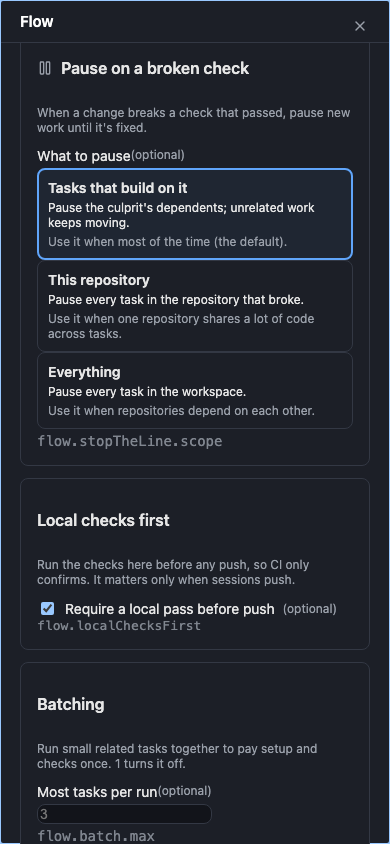 Flow
Pause on a broken check
When a change breaks a check that passed, pause new
work until it's fixed.
What to pause(optional)
Tasks that build on it
Pause the culprit's dependents; unrelated work
keeps moving.
Use it when most of the time (the default).
This repository
Pause every task in the repository that broke.
Use it when one repository shares a lot of code
across tasks.
Everything
Pause every task in the workspace.
Use it when repositories depend on each other.
flow.stopTheLine.scope
Local checks first
Run the checks here before any push, so CI only
confirms. It matters only when sessions push.
Require a local pass before push (optional)
flow.localChecksFirst
Batching
Run small related tasks together to pay setup and
checks once. 1 turns it off.
Most tasks per run(optional)
3
flow.batch.max